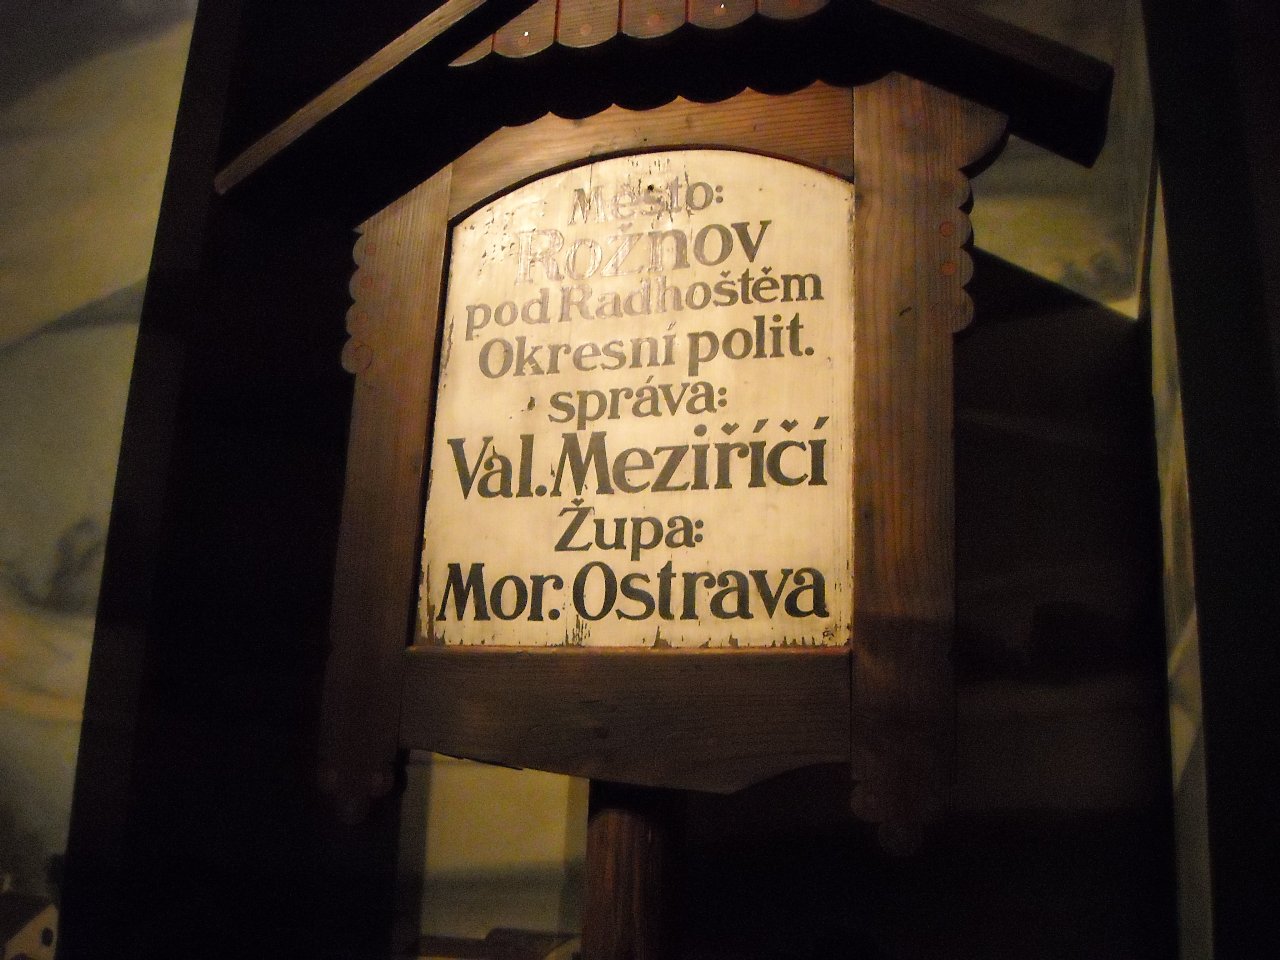 Město:
Rožnov
pod Radhoštěm
Okresní polit.
správa:
Val. Meziříčí
Župa:
Mor. Ostrava